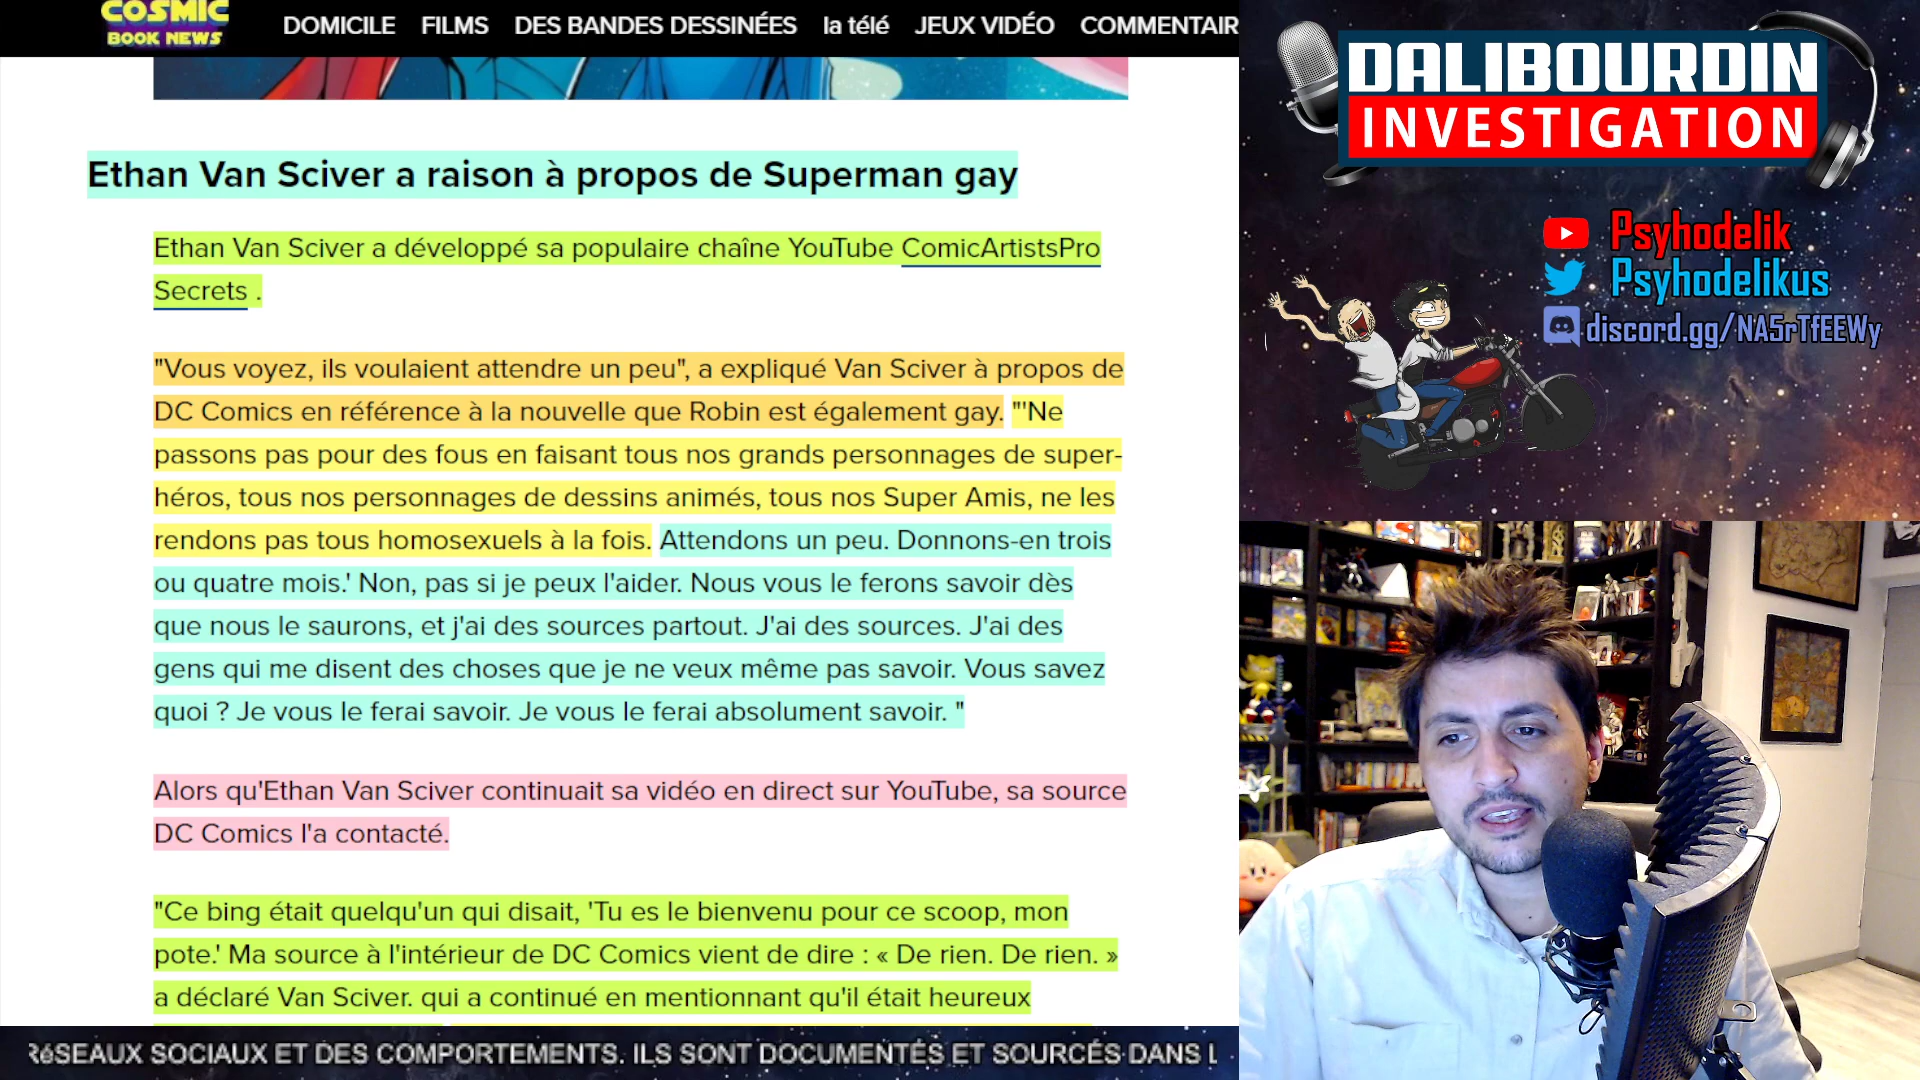 COSMIC
BOOK NEWS
DOMICILE FILMS DES BANDES DESSINÉES la télé JEUX VIDÉO COMMENTAIR
Ethan Van Sciver a raison à propos de Superman gay
Ethan Van Sciver a développé sa populaire chaîne YouTube ComicArtistsPro
Secrets .
"Vous voyez, ils voulaient attendre un peu", a expliqué Van Sciver à propos de
DC Comics en référence à la nouvelle que Robin est également gay. "'Ne
passons pas pour des fous en faisant tous nos grands personnages de super-
héros, tous nos personnages de dessins animés, tous nos Super Amis, ne les
rendons pas tous homosexuels à la fois. Attendons un peu. Donnons-en trois
ou quatre mois.' Non, pas si je peux l'aider. Nous vous le ferons savoir dès
que nous le saurons, et j'ai des sources partout. J'ai des sources. J'ai des
gens qui me disent des choses que je ne veux même pas savoir. Vous savez
quoi ? Je vous le ferai savoir. Je vous le ferai absolument savoir. "
Alors qu'Ethan Van Sciver continuait sa vidéo en direct sur YouTube, sa source
DC Comics l'a contacté.
"Ce bing était quelqu'un qui disait, 'Tu es le bienvenu pour ce scoop, mon
pote.' Ma source à l'intérieur de DC Comics vient de dire : « De rien. De rien. »
a déclaré Van Sciver. qui a continué en mentionnant qu'il était heureux
RéSEAUX SOCIAUX ET DES COMPORTEMENTS. ILS SONT DOCUMENTÉS ET SOURCÉS DANS L
DALIBOURDIN
INVESTIGATION
Psyhodelik
Psyhodelikus
discord.gg/NA5rTfEEWy